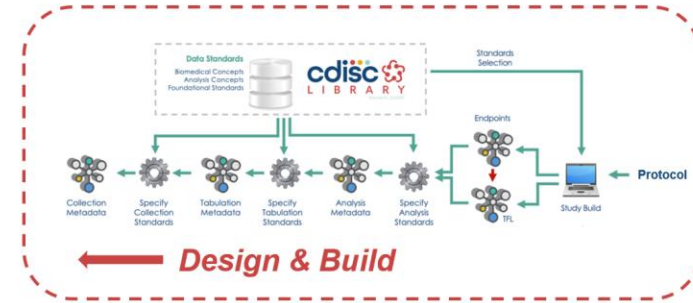 Data Standards
Biomedical Concepts
Analysis Concepts
Foundational Standards
cdisc
LIBRARY
Standards
Selection
Endpoints
TFL
Study Build
Protocol
Collection
Metadata
Specify
Collection
Standards
Tabulation
Metadata
Specify
Tabulation
Standards
Analysis
Metadata
Specify
Analysis
Standards
Design & Build